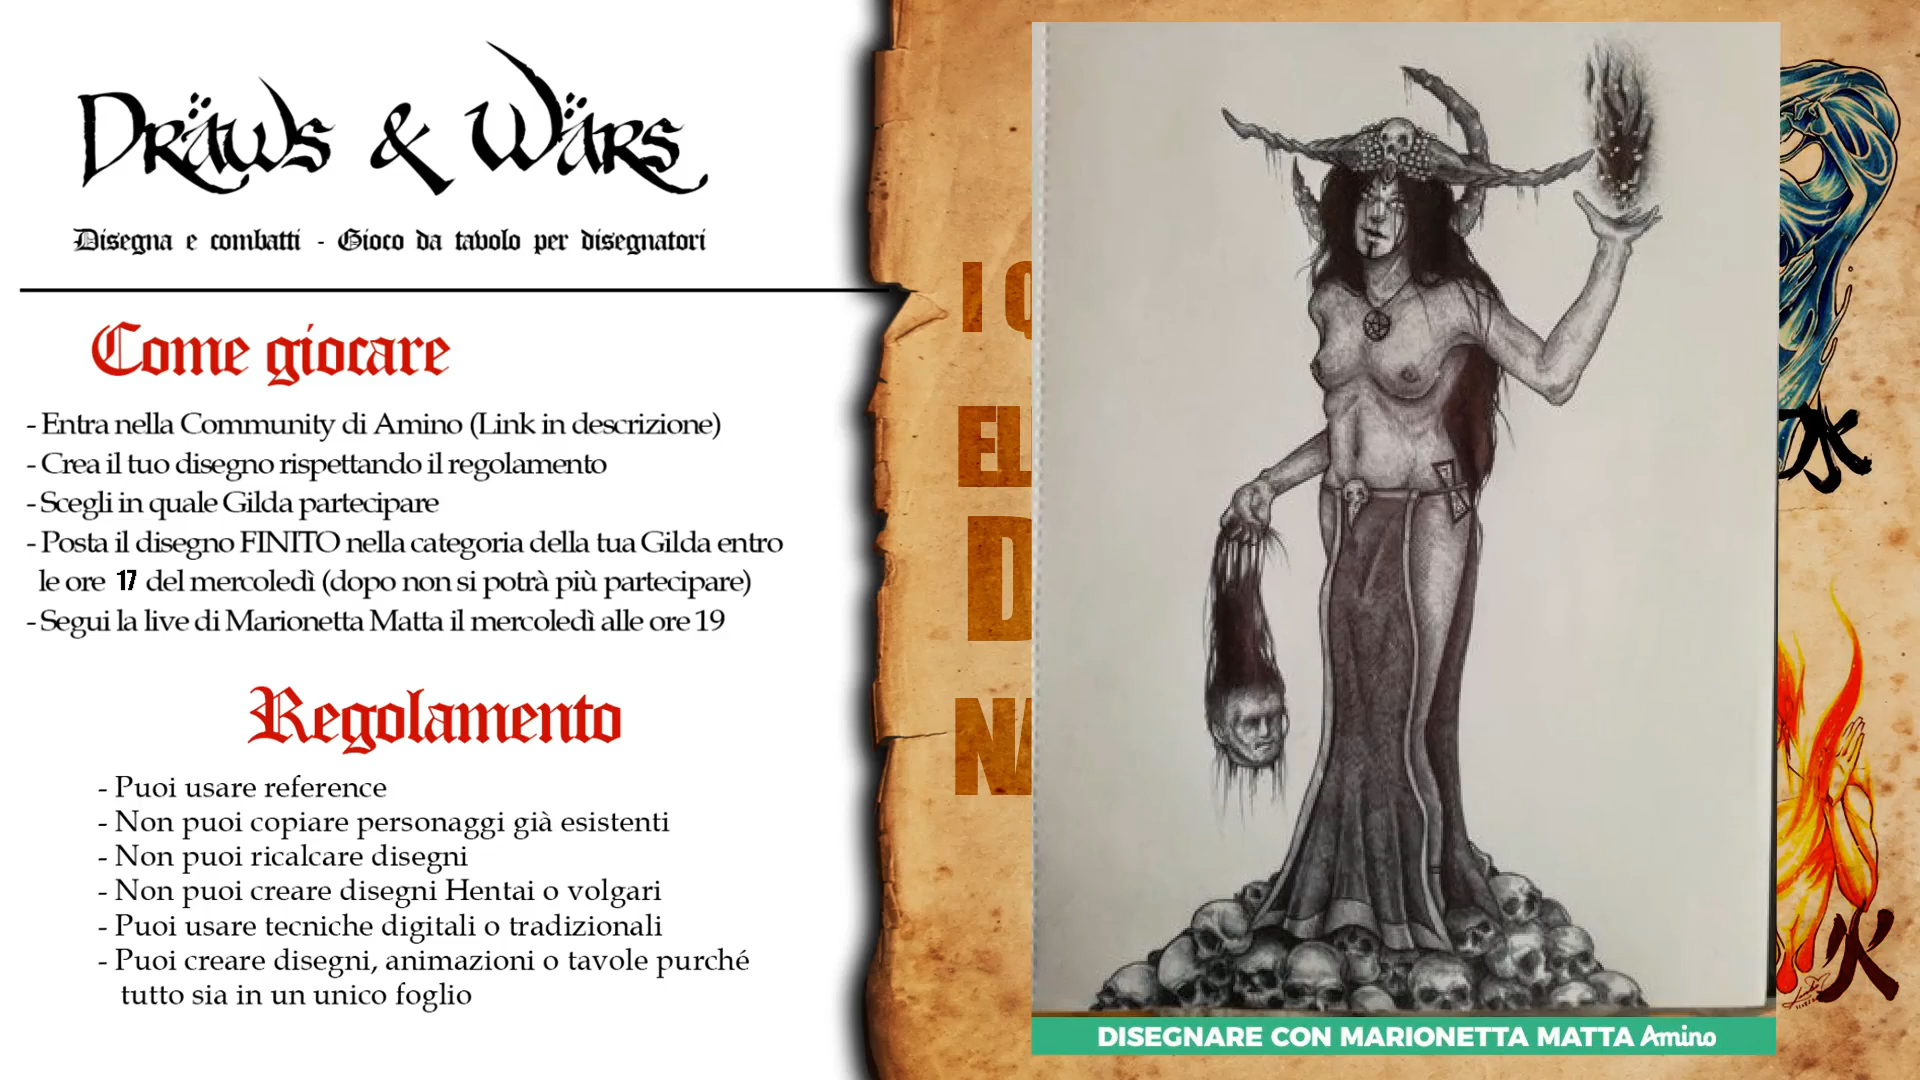 Dräws & Wärs
Disegna e combatti - Gioco da tavolo per disegnatori
Come giocare
- Entra nella Community di Amino (Link in descrizione)
- Crea il tuo disegno rispettando il regolamento
- Scegli in quale Gilda partecipare
- Posta il disegno FINITO nella categoria della tua Gilda entro
le ore 17 del mercoledì (dopo non si potrà più partecipare)
- Segui la live di Marionetta Matta il mercoledì alle ore 19
Regolamento
- Puoi usare reference
- Non puoi copiare personaggi già esistenti
- Non puoi ricalcare disegni
- Non puoi creare disegni Hentai o volgari
- Puoi usare tecniche digitali o tradizionali
- Puoi creare disegni, animazioni o tavole purché
tutto sia in un unico foglio
I
EL
D
水
火
DISEGNARE CON MARIONETTA MATTA Amino